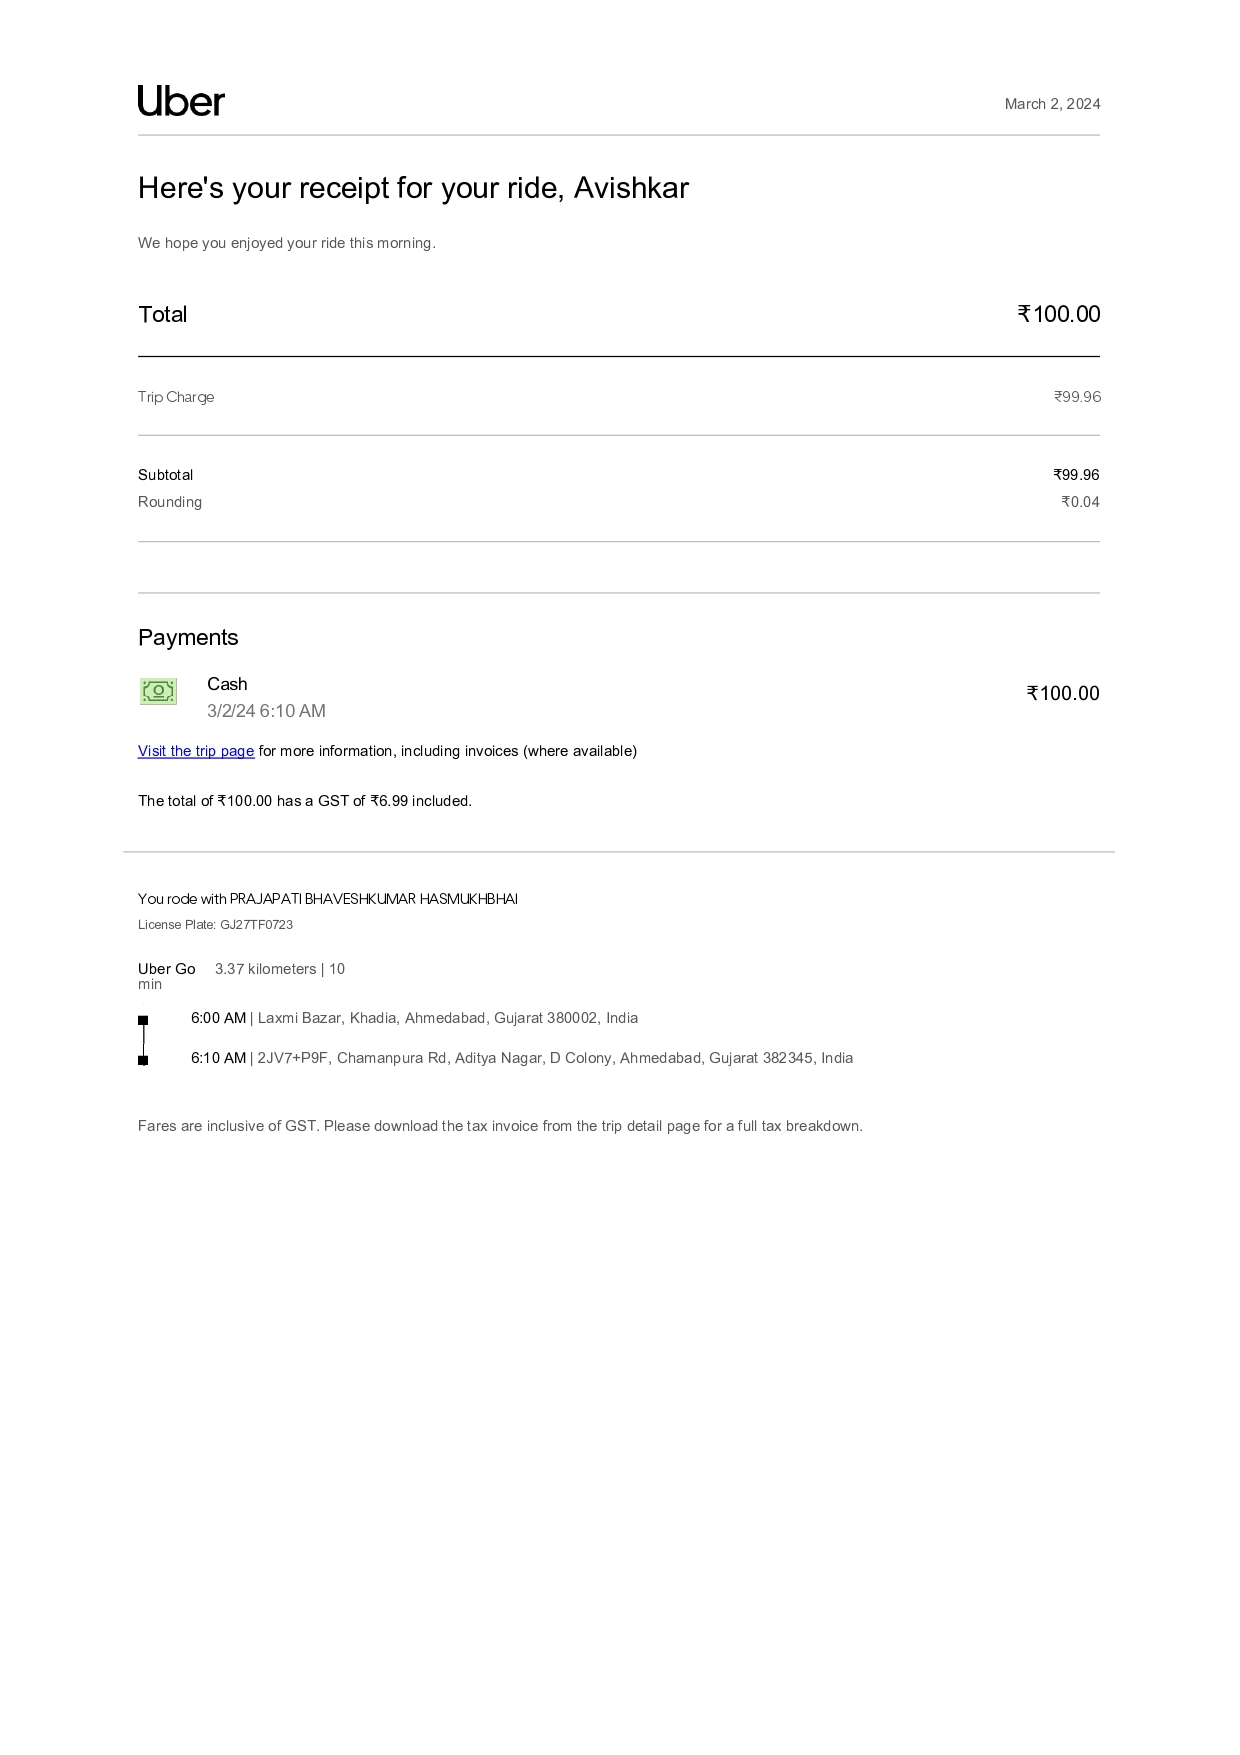 Uber
March 2, 2024
Here's your receipt for your ride, Avishkar
We hope you enjoyed your ride this morning.
Total ₹100.00
Trip Charge ₹99.96
Subtotal ₹99.96
Rounding ₹0.04
Payments
Cash ₹100.00
3/2/24 6:10 AM
Visit the trip page for more information, including invoices (where available)
The total of ₹100.00 has a GST of ₹6.99 included.
You rode with PRAJAPATI BHAVESHKUMAR HASMUKHBHAI
License Plate: GJ27TF0723
Uber Go 3.37 kilometers | 10
min
6:00 AM | Laxmi Bazar, Khadia, Ahmedabad, Gujarat 380002, India
6:10 AM | 2JV7+P9F, Chamanpura Rd, Aditya Nagar, D Colony, Ahmedabad, Gujarat 382345, India
Fares are inclusive of GST. Please download the tax invoice from the trip detail page for a full tax breakdown.